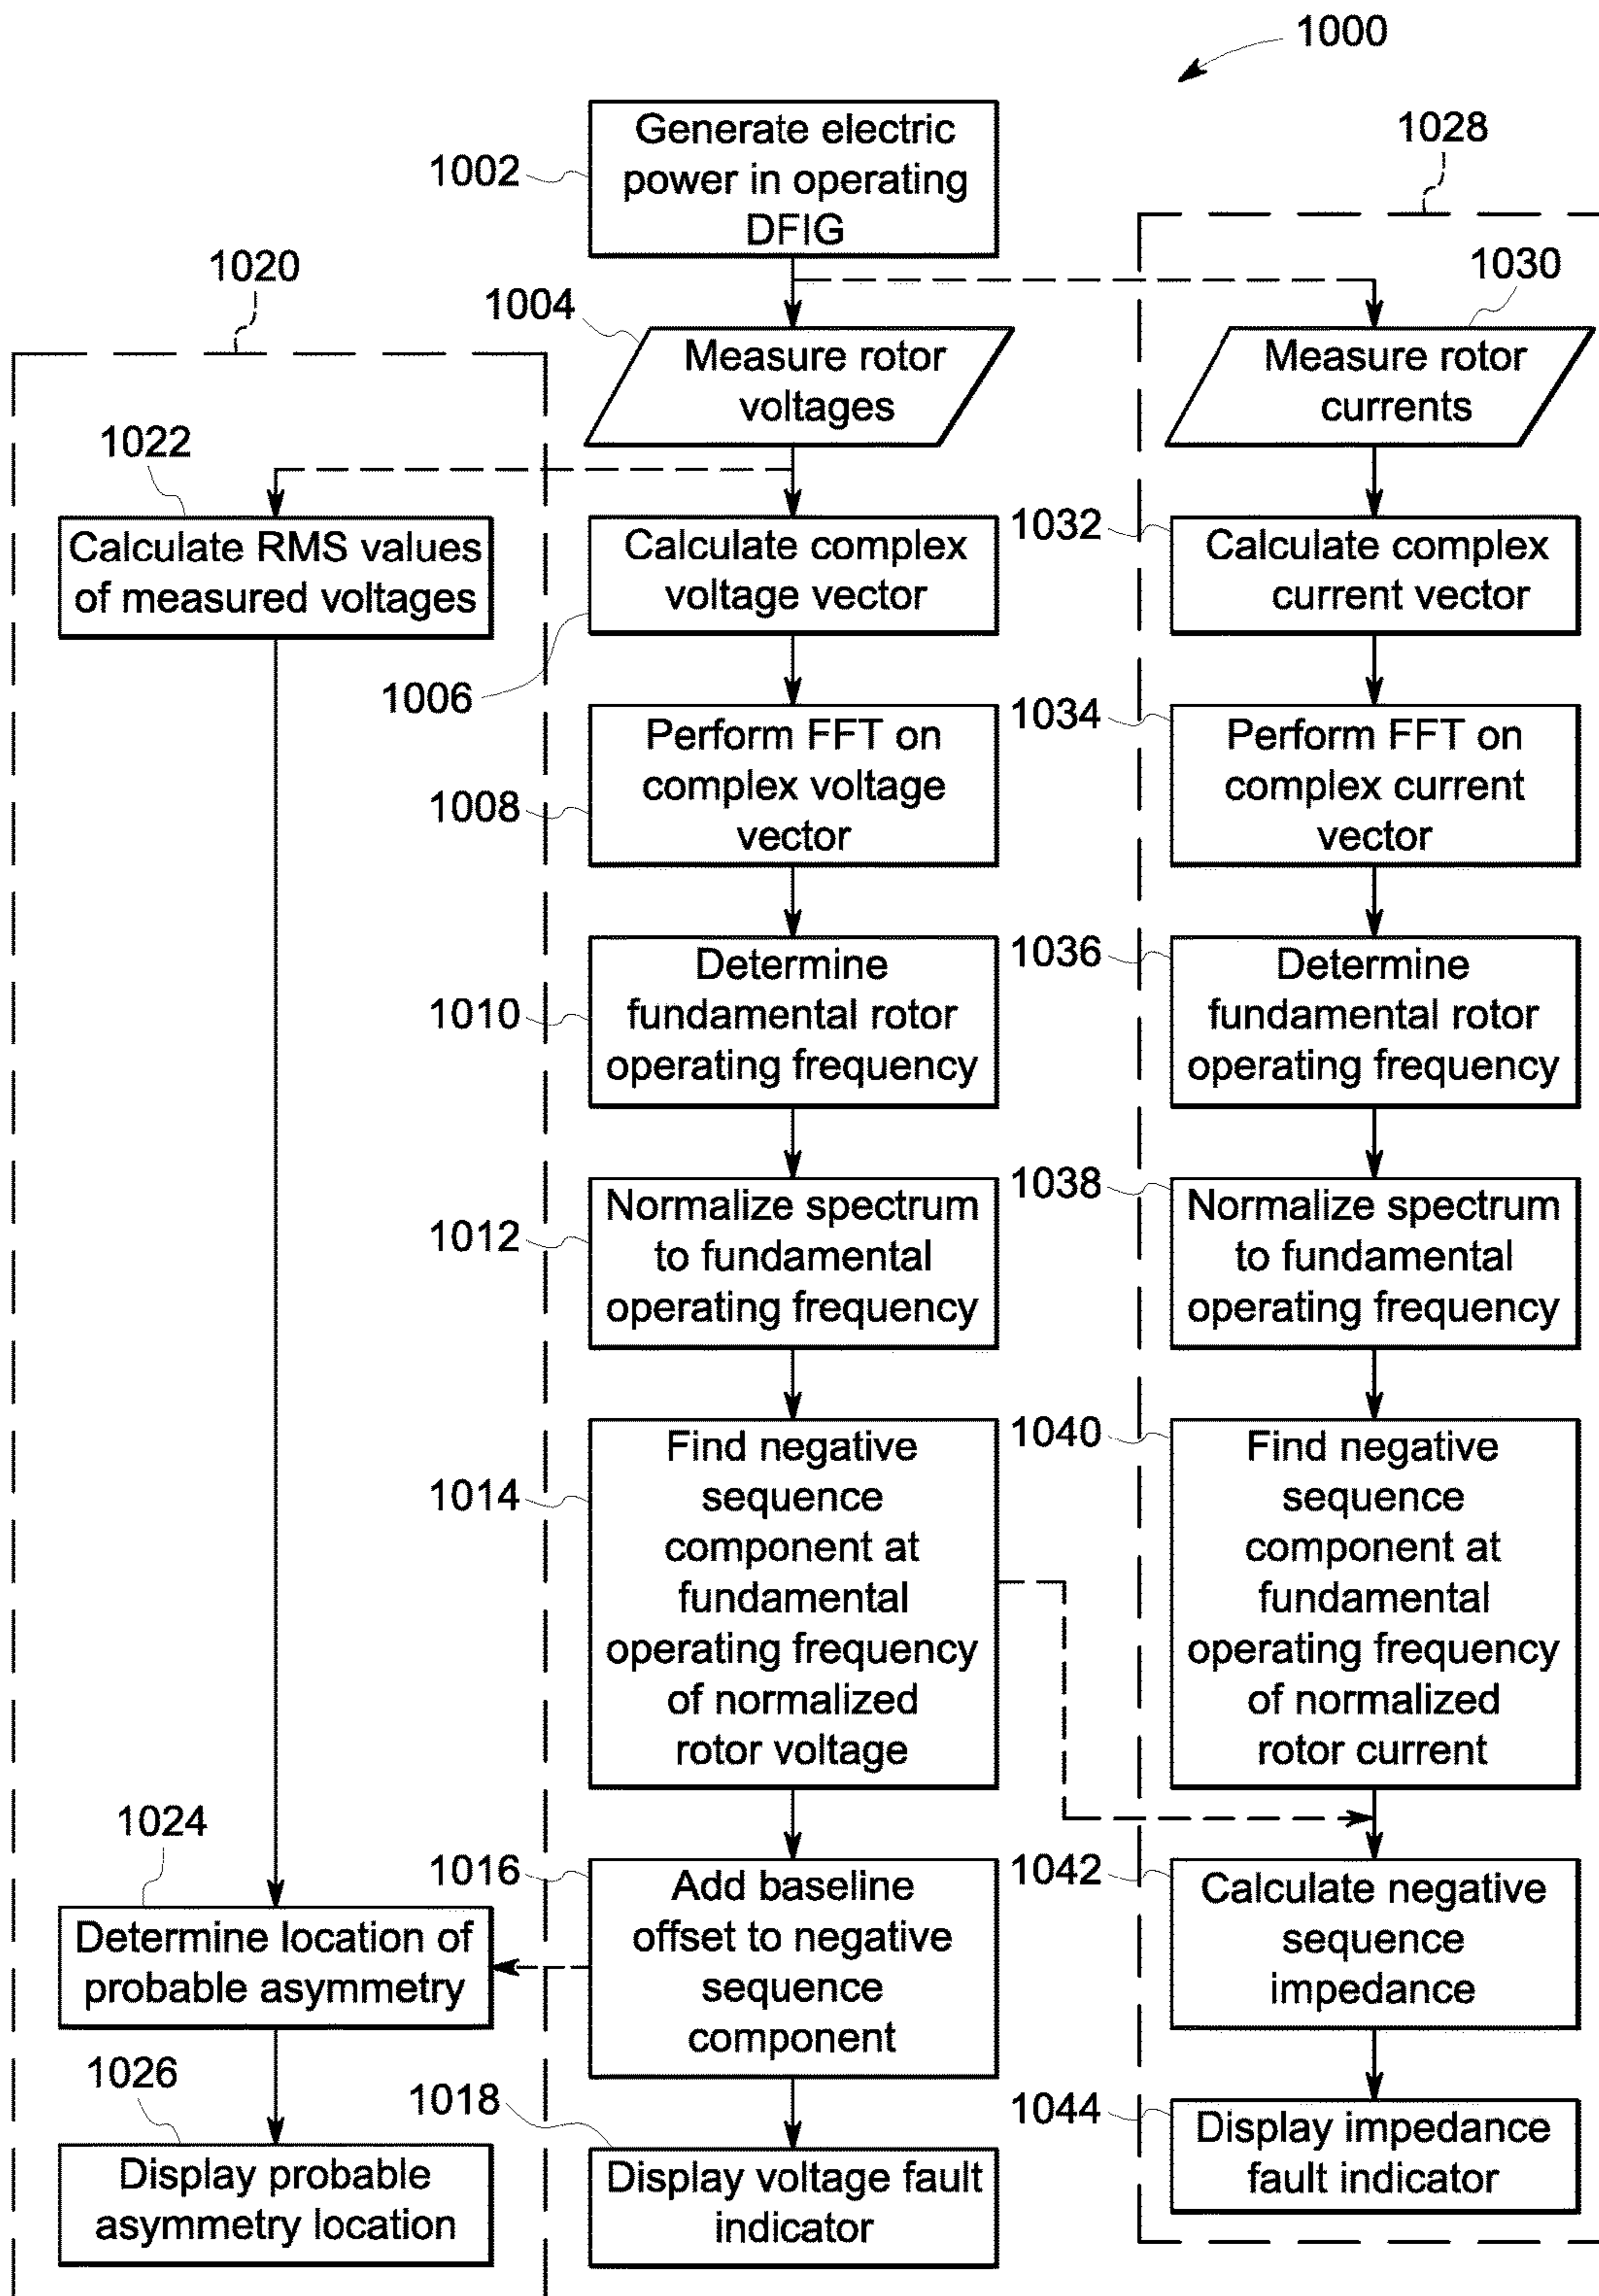 1000
Generate electric
power in operating
DFIG
1002
1028
1020
1030
1004
Measure rotor
voltages
Measure rotor
currents
1022
Calculate RMS values
of measured voltages
Calculate complex
voltage vector
1006
1032
Calculate complex
current vector
Perform FFT on
complex voltage
vector
1008
1034
Perform FFT on
complex current
vector
Determine
fundamental rotor
operating frequency
1010
1036
Determine
fundamental rotor
operating frequency
Normalize spectrum
to fundamental
operating frequency
1012
1038
Normalize spectrum
to fundamental
operating frequency
Find negative
sequence
component at
fundamental
operating frequency
of normalized
rotor voltage
1014
1040
Find negative
sequence
component at
fundamental
operating frequency
of normalized
rotor current
1024
Determine location of
probable asymmetry
1016
Add baseline
offset to negative
sequence
component
1042
Calculate negative
sequence
impedance
1026
Display probable
asymmetry location
1018
Display voltage fault
indicator
1044
Display impedance
fault indicator